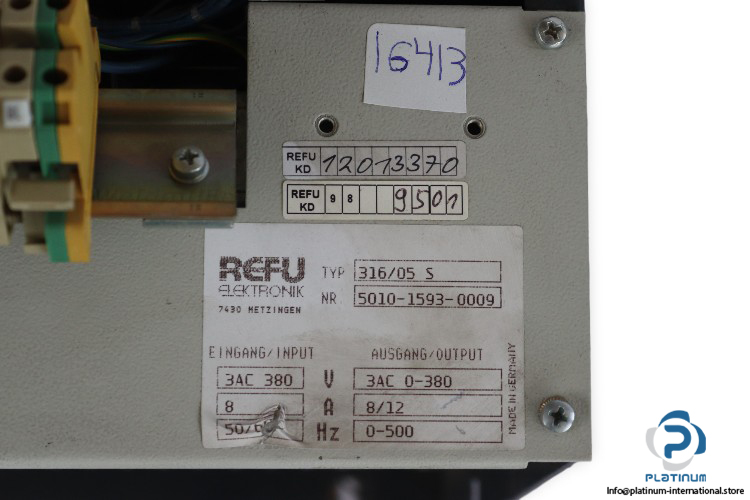 16413
REFU KD 12013370
REFU KD 98 9501
REFU
ELEKTRONIK
7430 METZINGEN
TYP 316/05 S
NR 5010-1593-0009
EINGANG/INPUT AUSGANG/OUTPUT
3AC 380 V 3AC 0-380
8 A 8/12
Hz 0-500
MADE IN GERMANY
PLATINUM
Info@platinum-international.store